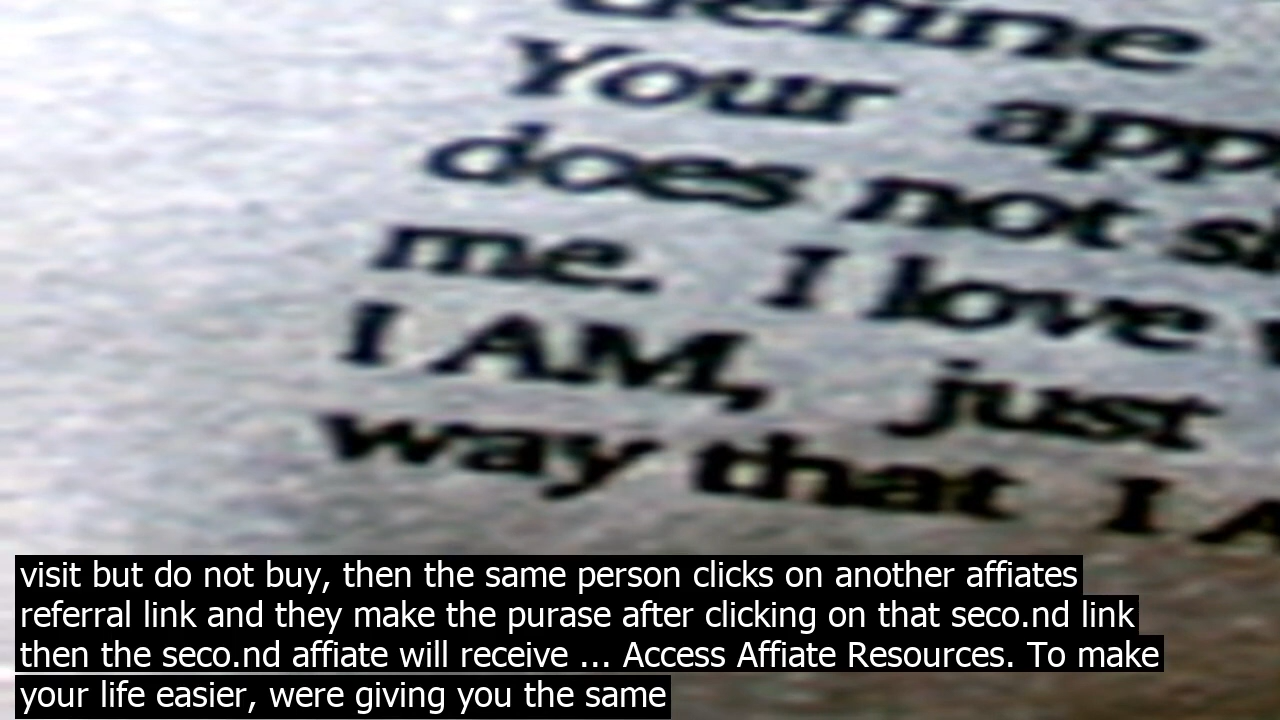 define
Your
does not
me. I love
I AM, just
way that I
visit but do not buy, then the same person clicks on another affiates
referral link and they make the purase after clicking on that seco.nd link
then the seco.nd affiate will receive ... Access Affiate Resources. To make
your life easier, were giving you the same